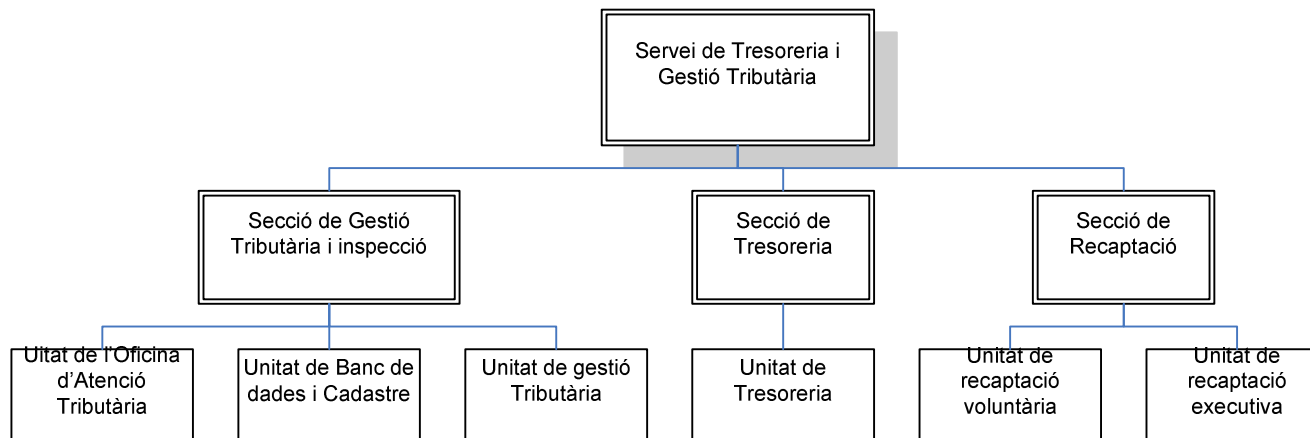 Servei de Tresoreria i
Gestió Tributària
Secció de Gestió
Tributària i inspecció
Secció de
Tresoreria
Secció de
Recaptació
Uitat de l'Oficina
d'Atenció
Tributària
Unitat de Banc de
dades i Cadastre
Unitat de gestió
Tributària
Unitat de
Tresoreria
Unitat de
recaptació
voluntària
Unitat de
recaptació
executiva